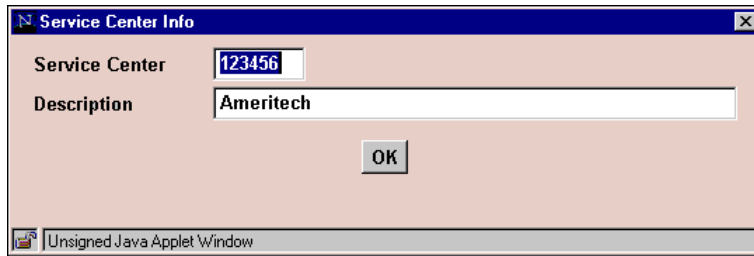 N Service Center Info
Service Center 123456
Description Ameritech
OK
Unsigned Java Applet Window